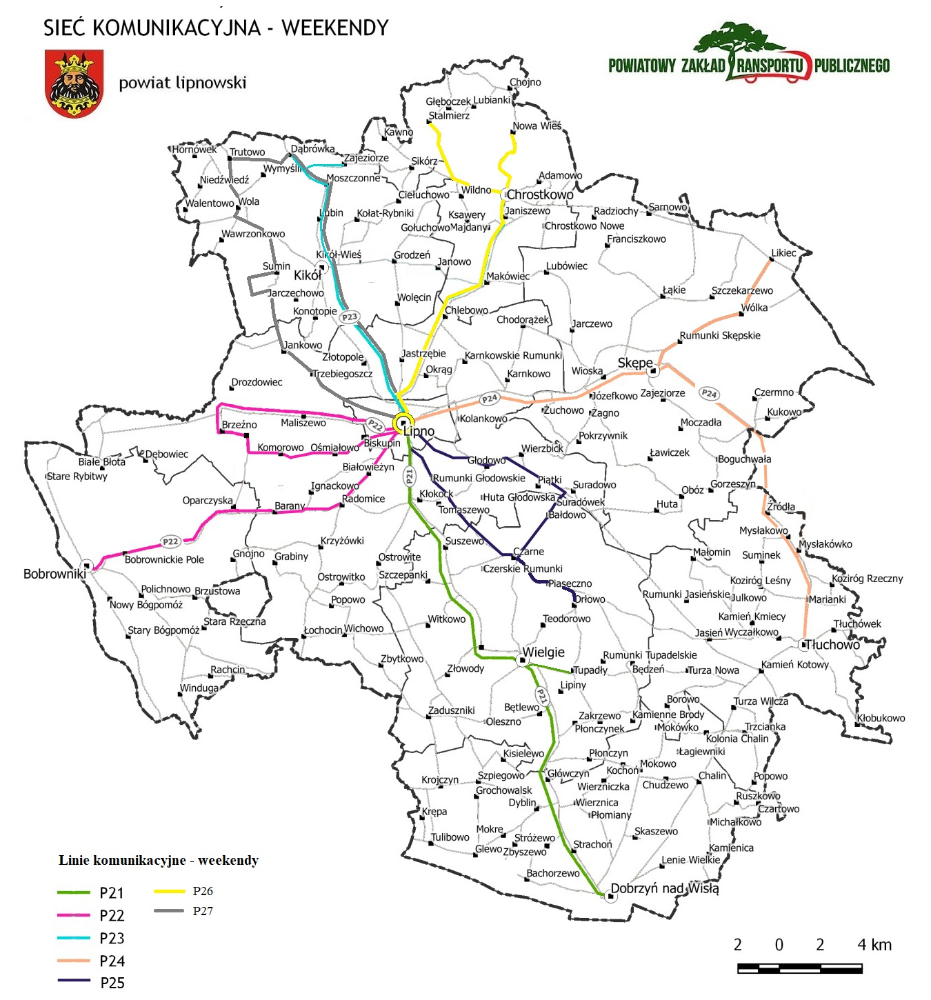 SIEĆ KOMUNIKACYJNA - WEEKENDY
powiat lipnowski
POWIATOWY ZAKŁAD TRANSPORTU PUBLICZNEGO
Chojno
Głęboczek
Lubianki
Stalmierz
Nowa Wieś
Kawno
Hornówek
Trutowo
Dąbrówka
Zajeziorze
Sikórz
Wymyślin
Niedźwiedź
Moszczonne
Adamowo
Wildno
Ciełuchowo
Chrostkowo
Walentowo
Wola
Lubin
Kołat-Rybniki
Ksawery
Janiszewo
Radziochy
Sarnowo
Gołuchowo
Majdany
Chrostkowo Nowe
Wawrzonkowo
Franciszkowo
Kikół-Wieś
Grodzeń
Janowo
Likiec
Sumin
Kikół
Lubówiec
Makówiec
Jarczechowo
Wolęcin
Łąkie
Szczekarzewo
Konotopie
P23
Chlebowo
Chodorążek
Jarczewo
Wólka
Rumunki Skępskie
Jankowo
Złotopole
Jastrzębie
Karnkowskie Rumunki
Skępe
Trzebiegoszcz
Okrąg
Karnkowo
Wioska
Drozdowiec
P24
Józefkowo
Zajeziorze
P24
Czermno
Kukowo
Brzeźno
Maliszewo
P22
Lipno
Kolankowo
Żuchowo
Żagno
Moczadła
Komorowo
Ośmiałowo
Biskupin
Pokrzywnik
Wierzbick
Głodowo
Ławiczek
Boguchwała
Białe Błota
Dębowiec
Stare Rybitwy
Białowieżyn
P21
Rumunki Głodowskie
Piątki
Suradowo
Gorzeszyn
Ignackowo
Kłokock
Huta Głodowska
Suradówek
Obóz
Oparczyska
Barany
Radomice
Tomaszewo
Bałdowo
Huta
Źródła
P22
Krzyżówki
Suszewo
Mysłakowo
Mysłakówko
Bobrowniki
Bobrownickie Pole
Gnojno
Grabiny
Ostrowite
Czarne
Małomin
Suminek
Ostrowitko
Szczepanki
Czerskie Rumunki
Piaseczno
Koziróg Leśny
Koziróg Rzeczny
Polichnowo
Brzustowa
Popowo
Orłowo
Rumunki Jasieńskie
Julkowo
Marianki
Nowy Bógpomóż
Stara Rzeczna
Witkowo
Teodorowo
Kamień Kmiecy
Tłuchówek
Stary Bógpomóż
Łochocin
Wichowo
Jasień
Wyczałkowo
Tłuchowo
Wielgie
Zbytkowo
Rumunki Tupadelskie
Rachcin
Złowody
Tupadły
Będzeń
Turza Nowa
Kamień Kotowy
Winduga
Lipiny
P21
Borowo
Turza Wilcza
Zaduszniki
Bętlewo
Oleszno
Zakrzewo
Płonczynek
Kamienne Brody
Mokówko
Trzcianka
Kłobukowo
Kolonia Chalin
Kisielewo
Płonczyn
Łagiewniki
Krojczyn
Szpiegowo
Główczyn
Kochoń
Mokowo
Chalin
Popowo
Grochowalsk
Wierzniczka
Chudzewo
Ruszkowo
Krępa
Dyblin
Wierznica
Płomiany
Czartowo
Michałkowo
Mokre
Tulibowo
Stróżewo
Strachoń
Skaszewo
Glewo
Zbyszewo
Kamienica
Lenie Wielkie
Bachorzewo
Dobrzyń nad Wisłą
Linie komunikacyjne - weekendy
P21
P26
P22
P27
P23
P24
P25
2 0 2 4 km